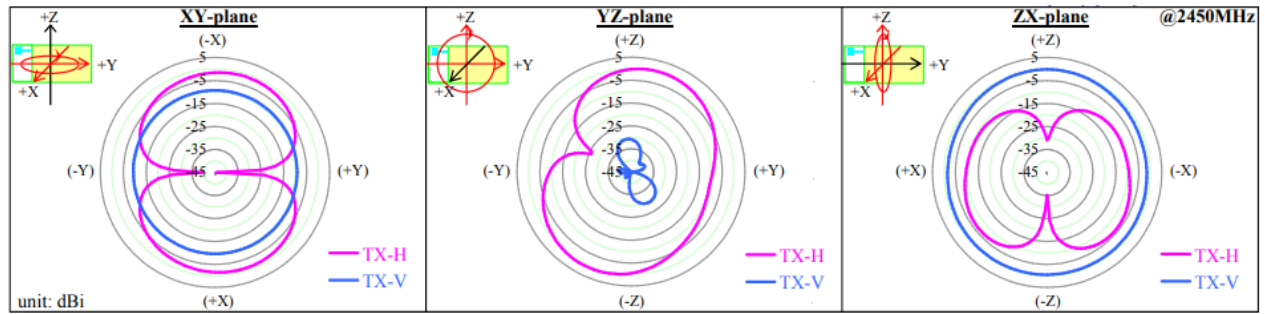 XY-plane
+Z
+Y
+X
(-X)
5
-5
-15
-25
-35
-45
(-Y)
(+Y)
(+X)
TX-H
TX-V
unit: dBi
YZ-plane
+Z
+Y
+X
(+Z)
5
-5
-15
-25
-35
-45
(-Y)
(+Y)
(-Z)
TX-H
TX-V
ZX-plane
@2450MHz
+Z
+Y
+X
(+Z)
5
-5
-15
-25
-35
-45
(+X)
(-X)
(-Z)
TX-H
TX-V